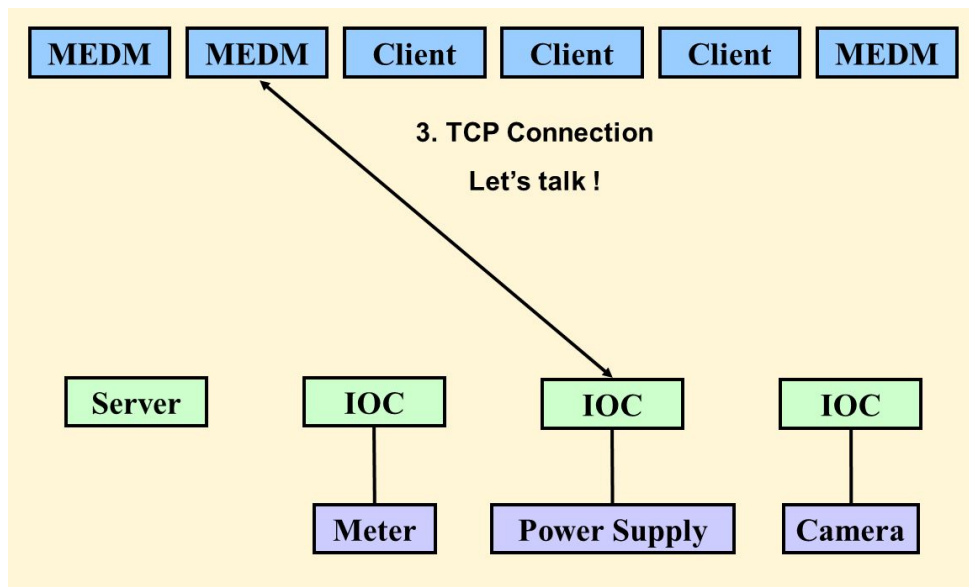 MEDM MEDM Client Client Client MEDM
3. TCP Connection
Let's talk !
Server IOC IOC IOC
Meter Power Supply Camera